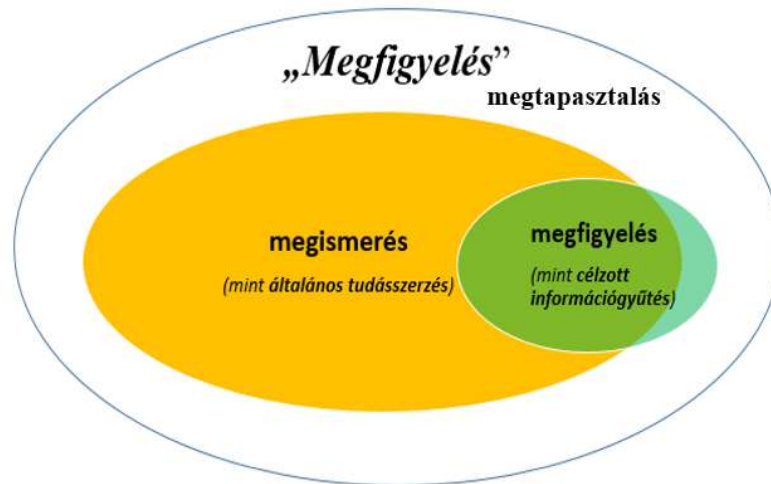 „Megfigyelés”
megtapasztalás
megismerés
(mint általános tudásszerzés)
megfigyelés
(mint célzott
információgyűtés)